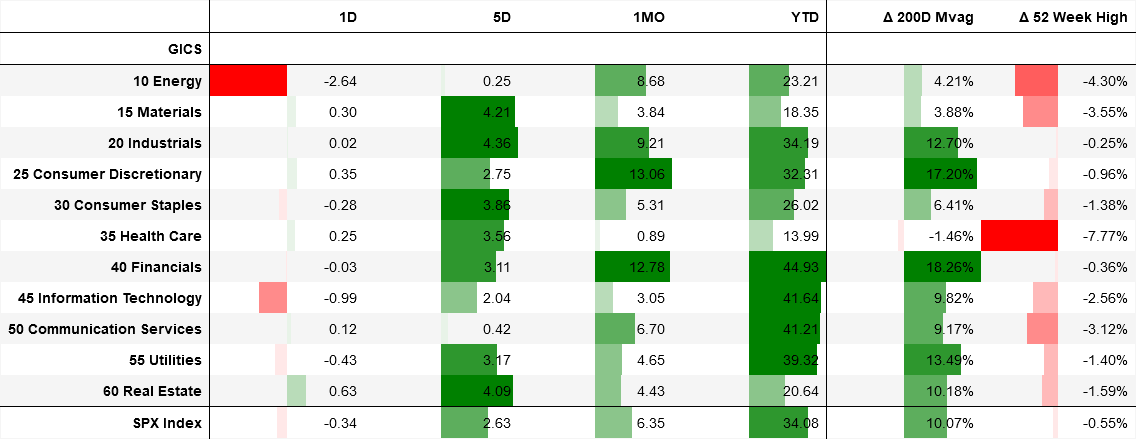 1D 5D 1MO YTD Δ 200D Mvag Δ 52 Week High
GICS
10 Energy -2.64 0.25 8.68 23.21 4.21% -4.30%
15 Materials 0.30 4.21 3.84 18.35 3.88% -3.55%
20 Industrials 0.02 4.36 9.21 34.19 12.70% -0.25%
25 Consumer Discretionary 0.35 2.75 13.06 32.31 17.20% -0.96%
30 Consumer Staples -0.28 3.86 5.31 26.02 6.41% -1.38%
35 Health Care 0.25 3.56 0.89 13.99 -1.46% -7.77%
40 Financials -0.03 3.11 12.78 44.93 18.26% -0.36%
45 Information Technology -0.99 2.04 3.05 41.64 9.82% -2.56%
50 Communication Services 0.12 0.42 6.70 41.21 9.17% -3.12%
55 Utilities -0.43 3.17 4.65 39.32 13.49% -1.40%
60 Real Estate 0.63 4.09 4.43 20.64 10.18% -1.59%
SPX Index -0.34 2.63 6.35 34.08 10.07% -0.55%